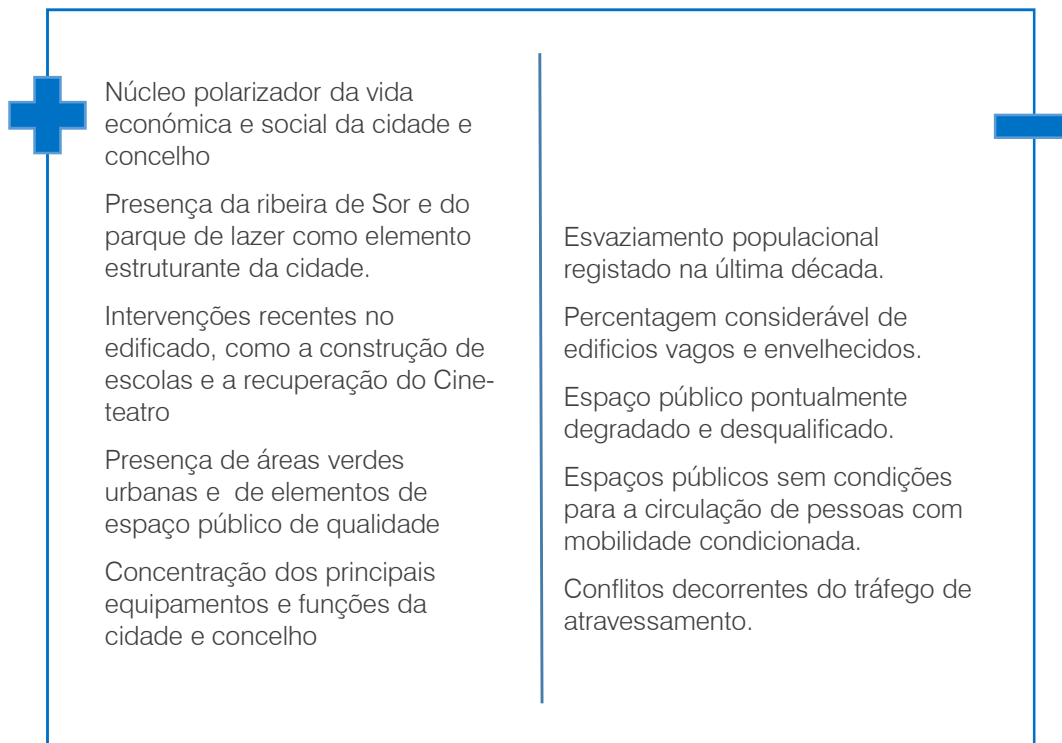 Núcleo polarizador da vida
económica e social da cidade e
concelho
Presença da ribeira de Sor e do
parque de lazer como elemento
estruturante da cidade.
Intervenções recentes no
edificado, como a construção de
escolas e a recuperação do Cine-
teatro
Presença de áreas verdes
urbanas e  de elementos de
espaço público de qualidade
Concentração dos principais
equipamentos e funções da
cidade e concelho
Esvaziamento populacional
registado na última década.
Percentagem considerável de
edificios vagos e envelhecidos.
Espaço público pontualmente
degradado e desqualificado.
Espaços públicos sem condições
para a circulação de pessoas com
mobilidade condicionada.
Conflitos decorrentes do tráfego de
atravessamento.